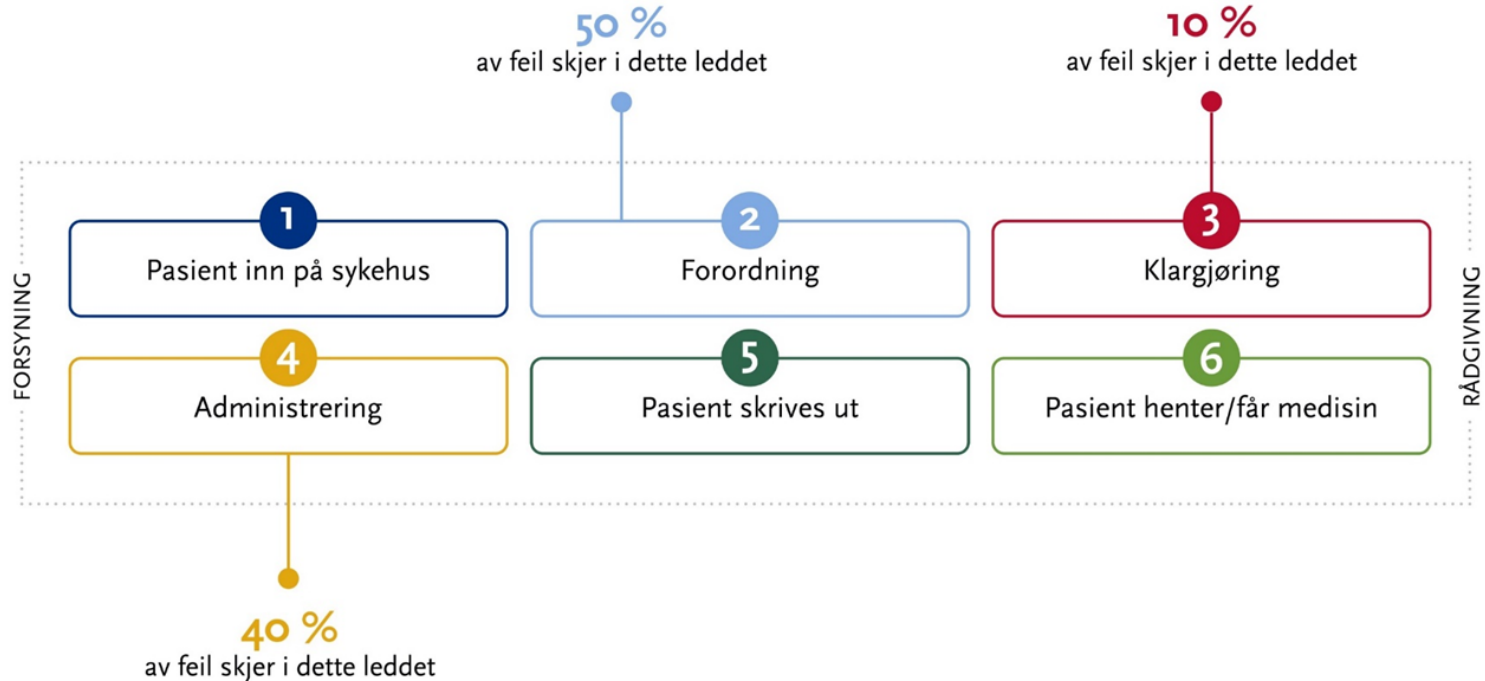 50 %
av feil skjer i dette leddet
10 %
av feil skjer i dette leddet
FORSYNING
1
Pasient inn på sykehus
2
Forordning
3
Klargjøring
4
Administrering
5
Pasient skrives ut
6
Pasient henter/får medisin
RÅDGIVNING
40 %
av feil skjer i dette leddet